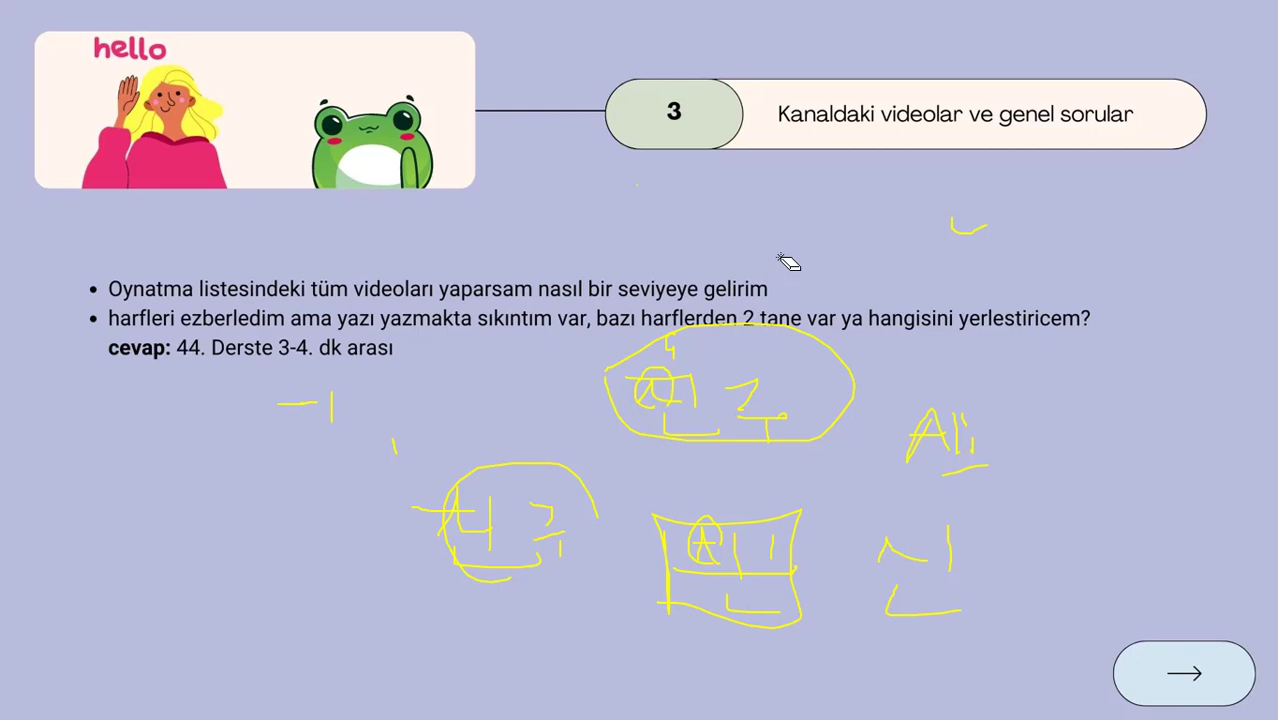 hello
3
Kanaldaki videolar ve genel sorular
• Oynatma listesindeki tüm videoları yaparsam nasıl bir seviyeye gelirim
• harfleri ezberledim ama yazı yazmakta sıkıntım var, bazı harflerden 2 tane var ya hangisini yerlestiricem?
cevap: 44. Derste 3-4. dk arası
Ali